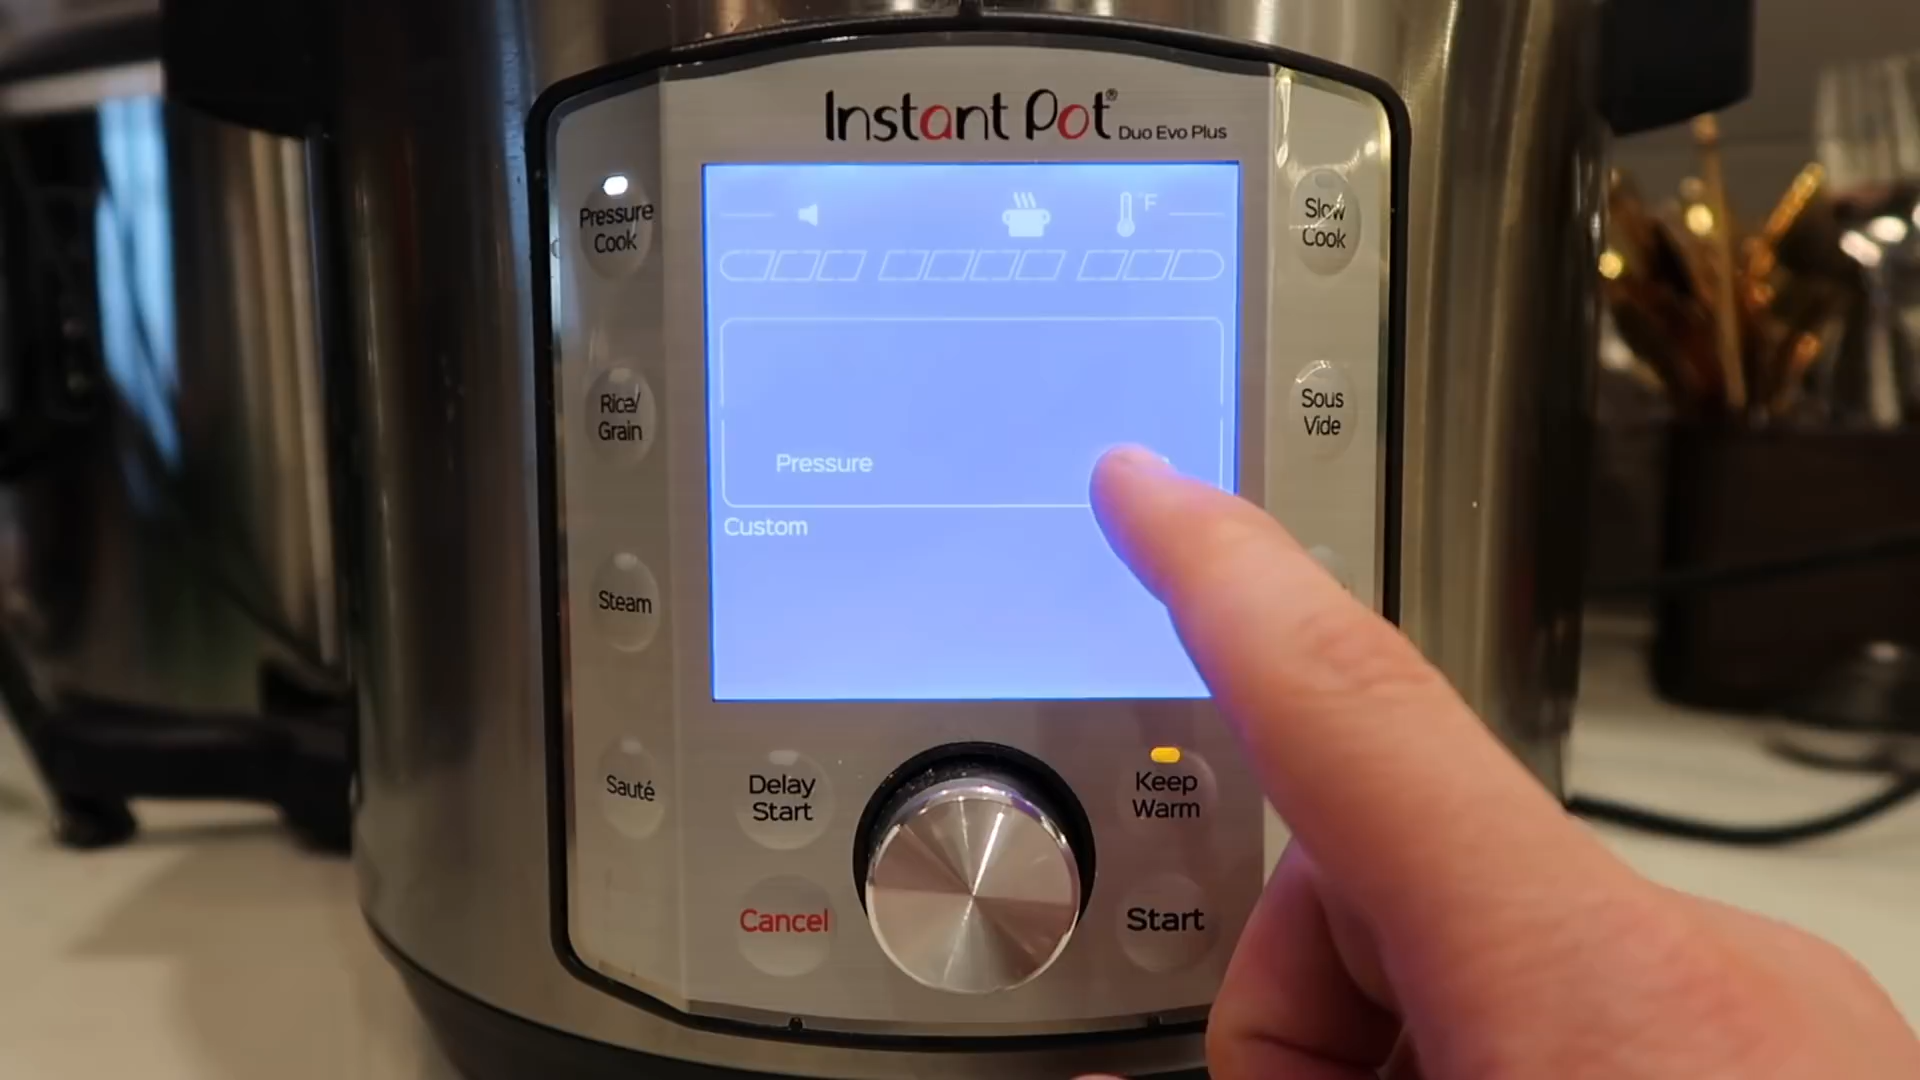 Instant Pot® Duo Evo Plus
Pressure
Cook
Rice/
Grain
Steam
Sauté
°F
Pressure
Custom
Slow
Cook
Sous
Vide
Delay
Start
Keep
Warm
Cancel
Start